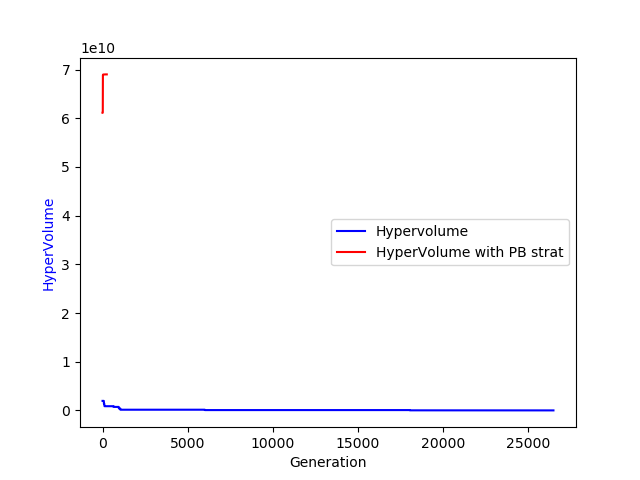 1e10
7
6
5
4
3
2
1
0
HyperVolume
Hypervolume
HyperVolume with PB strat
0 5000 10000 15000 20000 25000
Generation